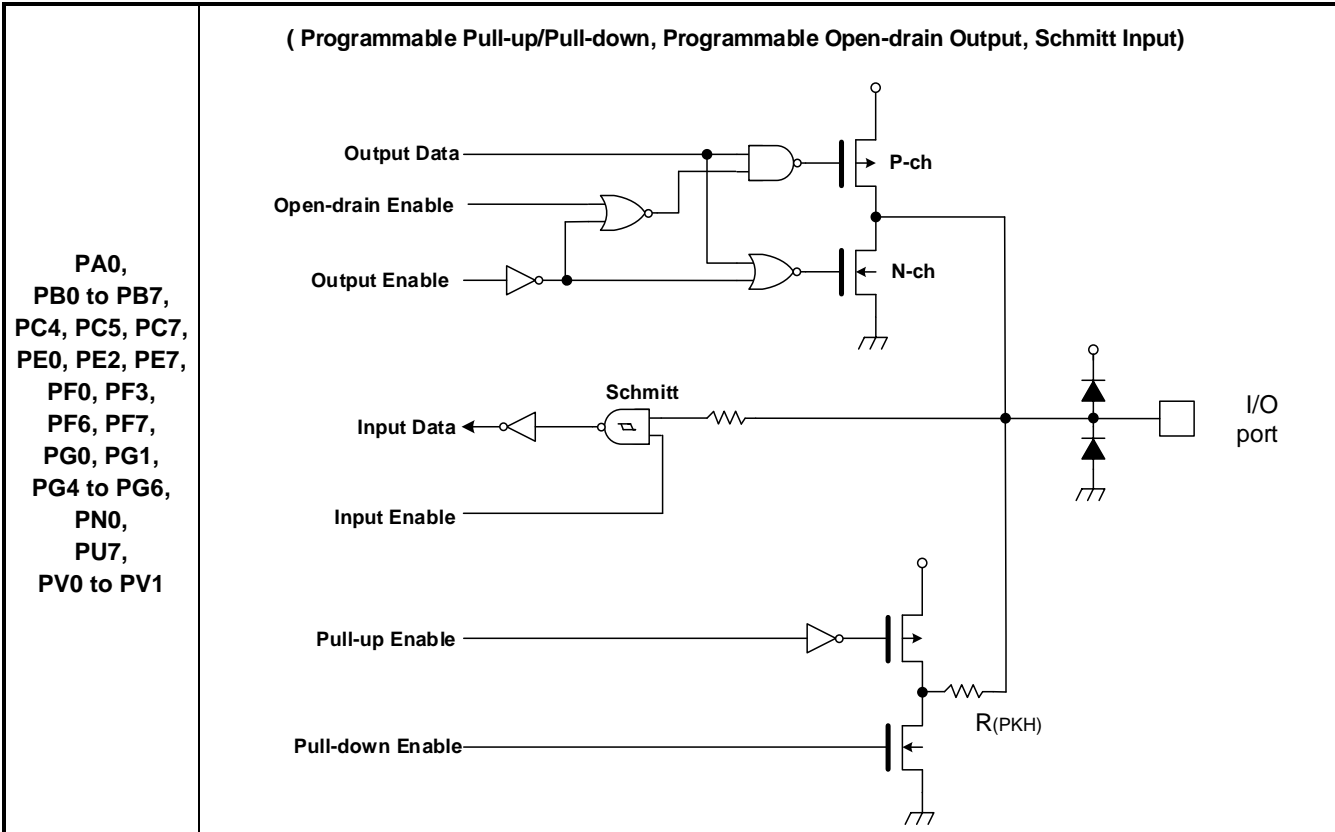 ( Programmable Pull-up/Pull-down, Programmable Open-drain Output, Schmitt Input)
PA0,
PB0 to PB7,
PC4, PC5, PC7,
PE0, PE2, PE7,
PF0, PF3,
PF6, PF7,
PG0, PG1,
PG4 to PG6,
PN0,
PU7,
PV0 to PV1
Output Data
P-ch
Open-drain Enable
Output Enable
N-ch
Schmitt
Input Data
I/O
port
Input Enable
Pull-up Enable
R(PKH)
Pull-down Enable